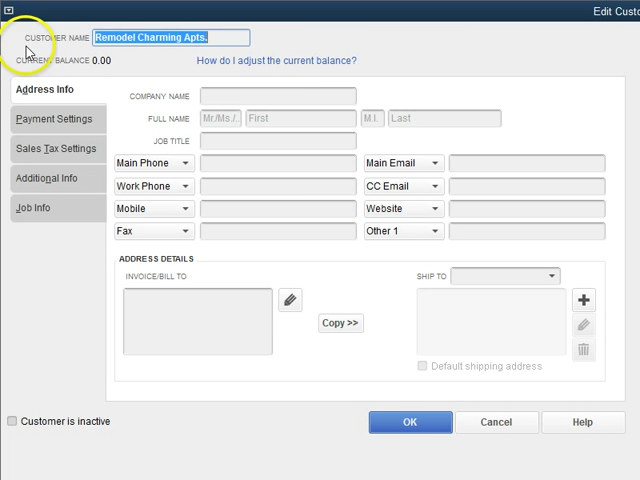 Edit Custo
CUSTOMER NAME Remodel Charming Apts.
CURRENT BALANCE 0.00 How do I adjust the current balance?
Address Info
Payment Settings
Sales Tax Settings
Additional Info
Job Info
COMPANY NAME
FULL NAME Mr./Ms./.. First M.I. Last
JOB TITLE
Main Phone Main Email
Work Phone CC Email
Mobile Website
Fax Other 1
ADDRESS DETAILS
INVOICE/BILL TO SHIP TO
Copy >>
Default shipping address
Customer is inactive OK Cancel Help